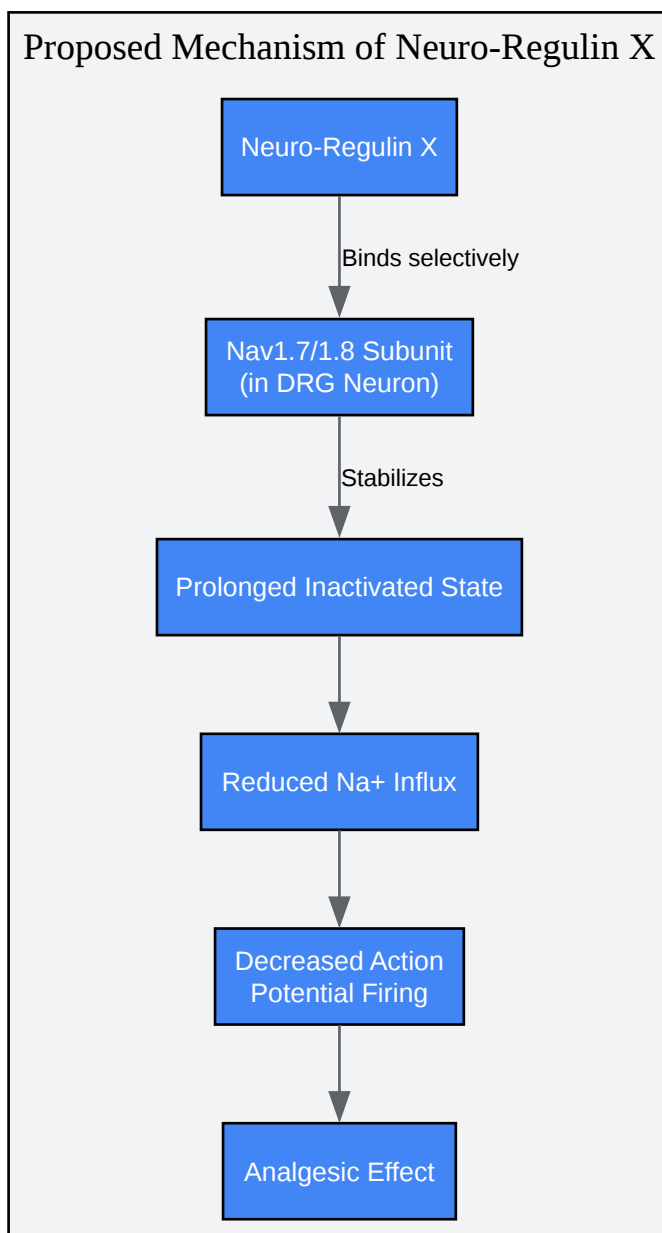 Proposed Mechanism of Neuro-Regulin X
Neuro-Regulin X
Binds selectively
Nav1.7/1.8 Subunit
(in DRG Neuron)
Stabilizes
Prolonged Inactivated State
Reduced Na+ Influx
Decreased Action
Potential Firing
Analgesic Effect